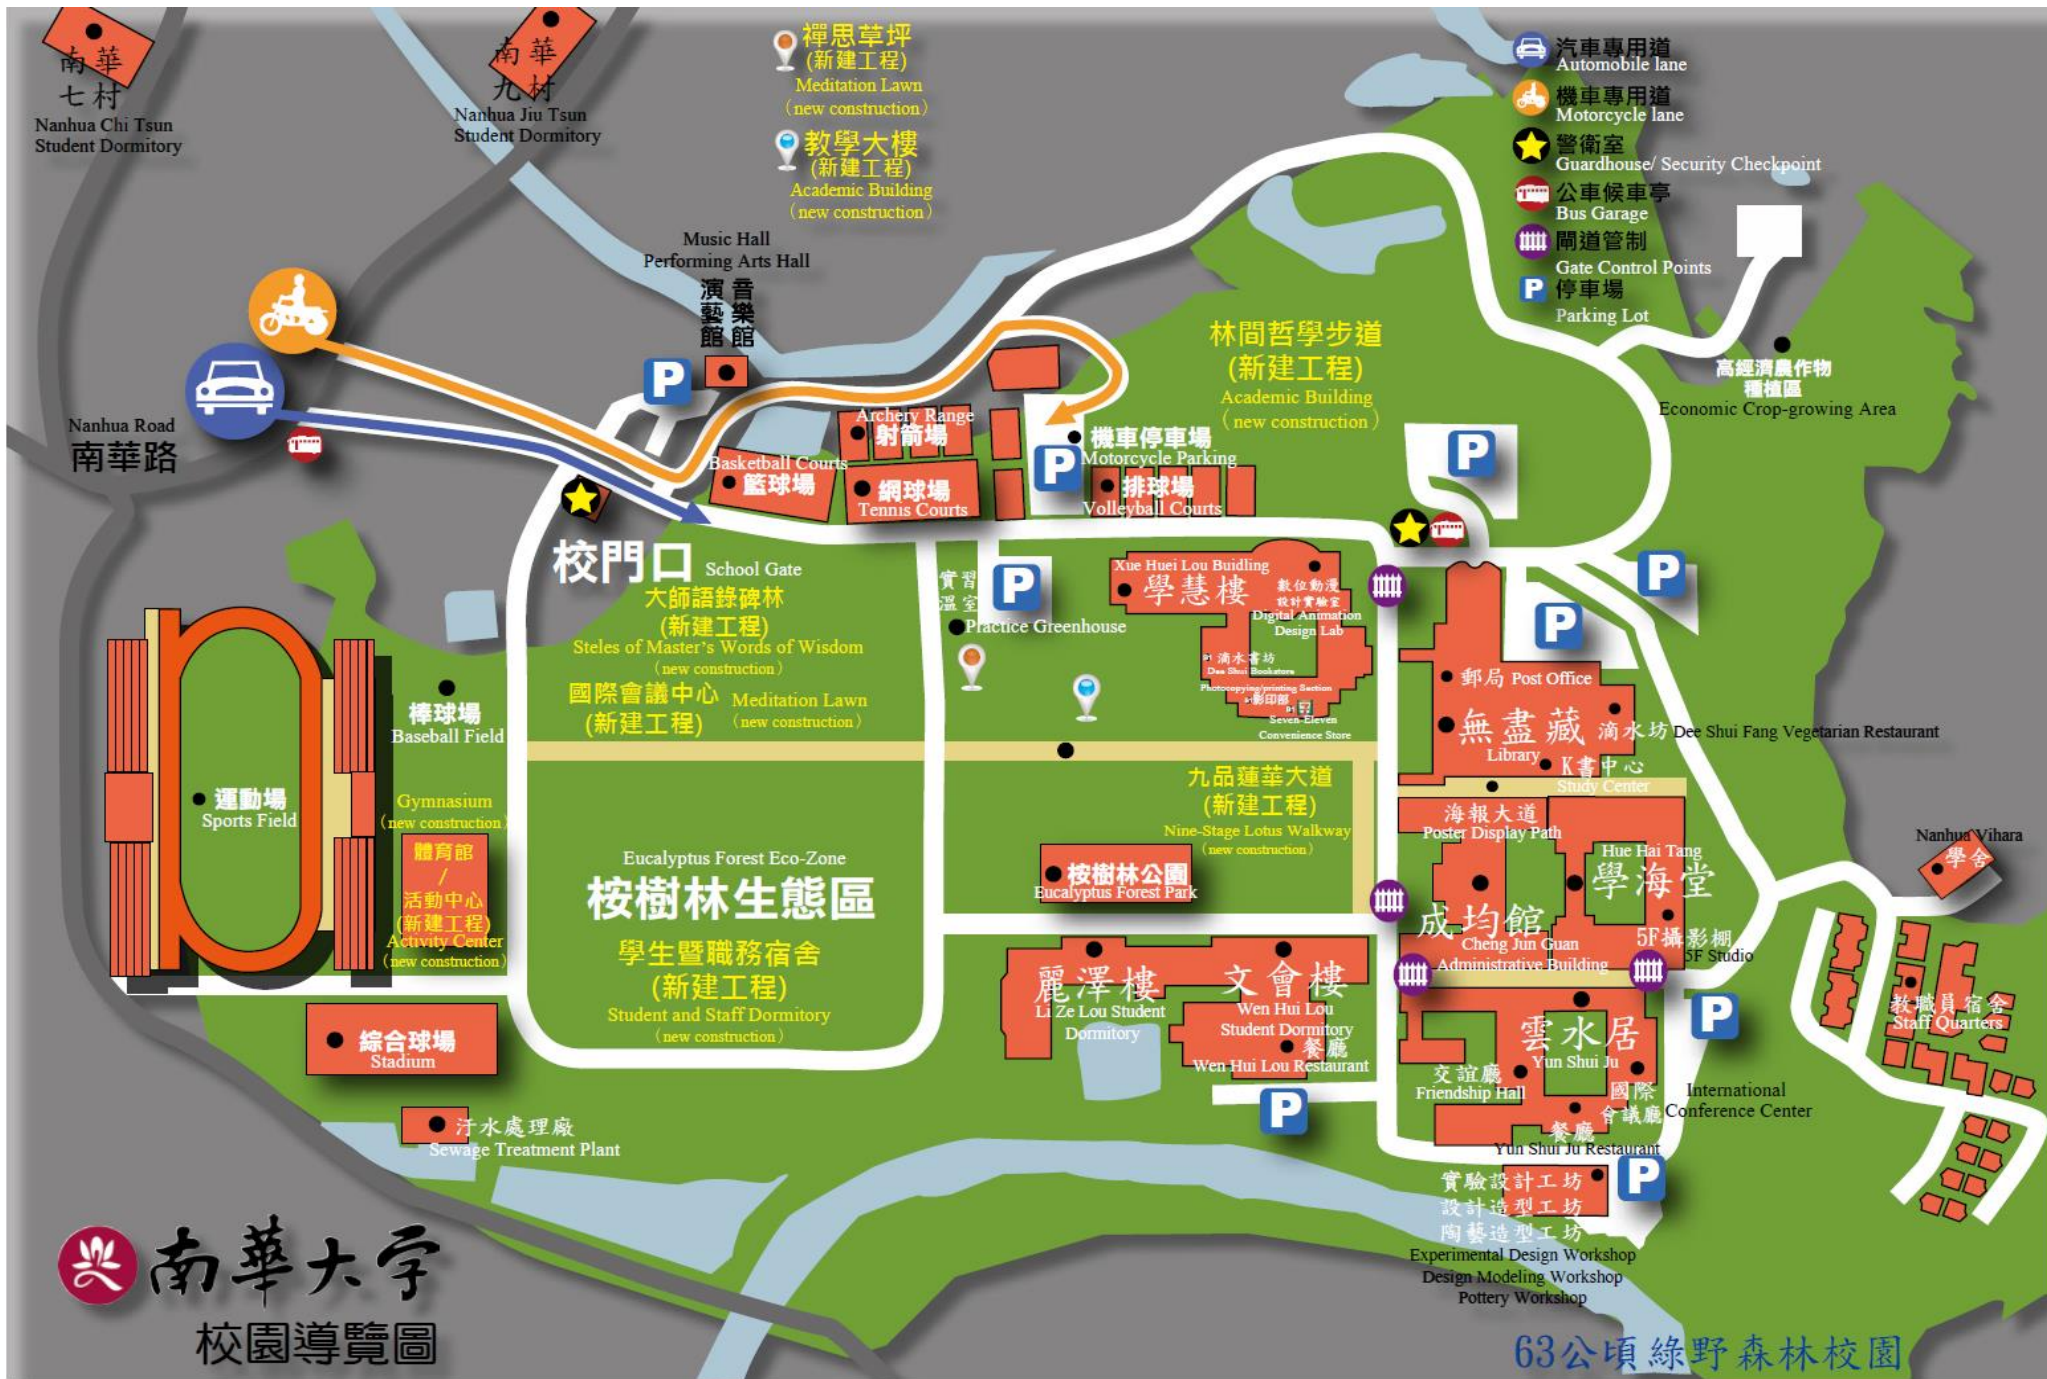 南華
七村
Nanhua Chi Tsun
Student Dormitory
南華
九村
Nanhua Jiu Tsun
Student Dormitory
禪思草坪
(新建工程)
Meditation Lawn
(new construction)
教學大樓
(新建工程)
Academic Building
(new construction)
汽車專用道
Automobile lane
機車專用道
Motorcycle lane
警衛室
Guardhouse/ Security Checkpoint
公車候車亭
Bus Garage
閘道管制
Gate Control Points
P 停車場
Parking Lot
Music Hall
Performing Arts Hall
音樂館
演藝館
P
Nanhua Road
南華路
林間哲學步道
(新建工程)
Academic Building
(new construction)
高經濟農作物
種植區
Economic Crop-growing Area
Archery Range
射箭場
Basketball Courts
籃球場
網球場
Tennis Courts
機車停車場
P
Motorcycle Parking
排球場
Volleyball Courts
P
校門口 School Gate
大師語錄碑林
(新建工程)
Steles of Master's Words of Wisdom
(new construction)
國際會議中心
(新建工程)
Meditation Lawn
(new construction)
實習
溫室
P
Practice Greenhouse
Xue Huei Lou Buidling
學慧樓
數位動漫
設計實驗室
Digital Animation
Design Lab
滴水書坊
Dee Shui Bookstore
Photocopying/printing Section
影印部
Seven-Eleven
Convenience Store
P
P
郵局 Post Office
無盡藏
Library
滴水坊 Dee Shui Fang Vegetarian Restaurant
K書中心
Study Center
棒球場
Baseball Field
運動場
Sports Field
Gymnasium
(new construction)
體育館
/
活動中心
(新建工程)
Activity Center
(new construction)
Eucalyptus Forest Eco-Zone
桉樹林生態區
學生暨職務宿舍
(新建工程)
Student and Staff Dormitory
(new construction)
九品蓮華大道
(新建工程)
Nine-Stage Lotus Walkway
(new construction)
桉樹林公園
Eucalyptus Forest Park
海報大道
Poster Display Path
Hue Hai Tang
學海堂
成均館
Cheng Jun Guan
Administrative Building
5F攝影棚
5F Studio
Nanhua Vihara
學舍
教職員宿舍
Staff Quarters
麗澤樓
Li Ze Lou Student
Dormitory
文會樓
Wen Hui Lou
Student Dormitory
餐廳
Wen Hui Lou Restaurant
P
P
雲水居
Yun Shui Ju
交誼廳
Friendship Hall
國際
會議廳
International
Conference Center
餐廳
Yun Shui Ju Restaurant
P
綜合球場
Stadium
汙水處理廠
Sewage Treatment Plant
實驗設計工坊
設計造型工坊
陶藝造型工坊
Experimental Design Workshop
Design Modeling Workshop
Pottery Workshop
南華大学
校園導覽圖
63公頃綠野森林校園